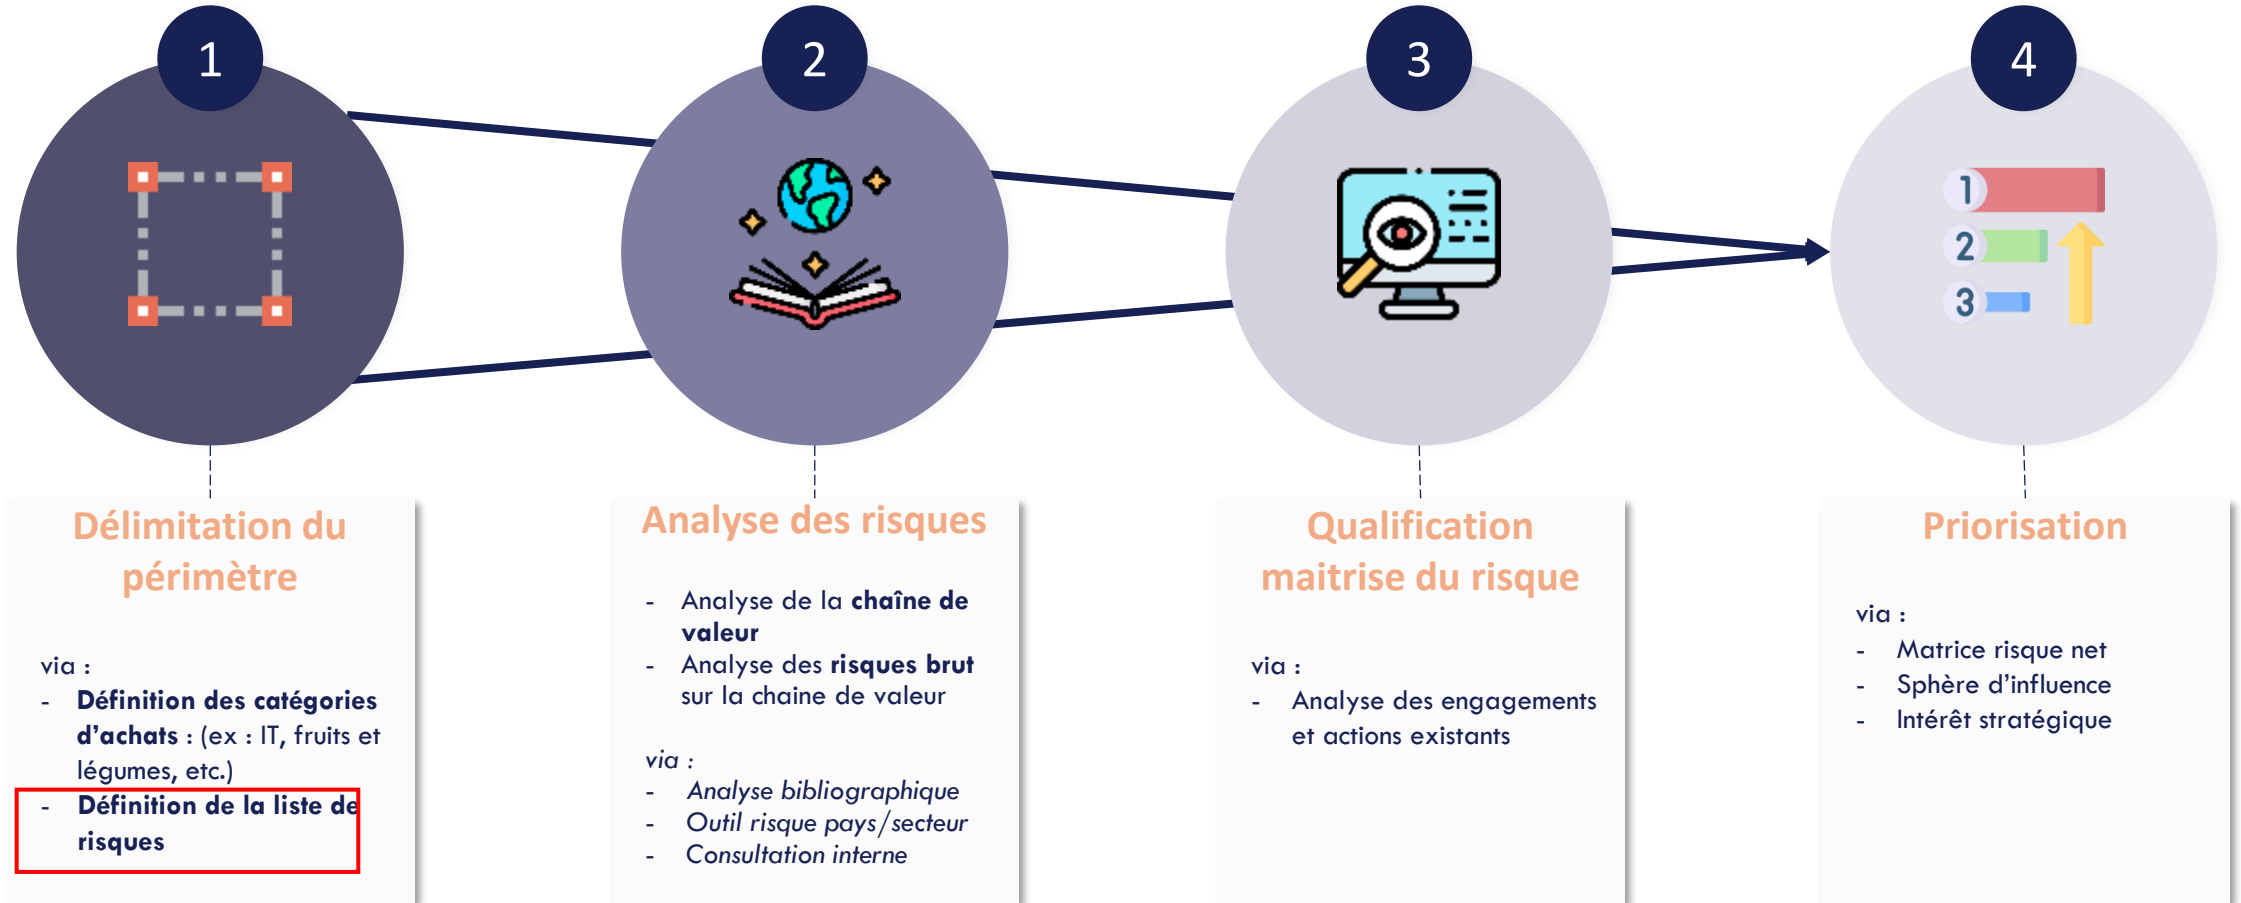 1
Délimitation du
périmètre
via :
- Définition des catégories
d’achats : (ex : IT, fruits et
légumes, etc.)
- Définition de la liste de
risques
2
Analyse des risques
- Analyse de la chaîne de
valeur
- Analyse des risques brut
sur la chaine de valeur
via :
- Analyse bibliographique
- Outil risque pays/secteur
- Consultation interne
3
Qualification
maitrise du risque
via :
- Analyse des engagements
et actions existants
4
1
2
3
Priorisation
via :
- Matrice risque net
- Sphère d’influence
- Intérêt stratégique